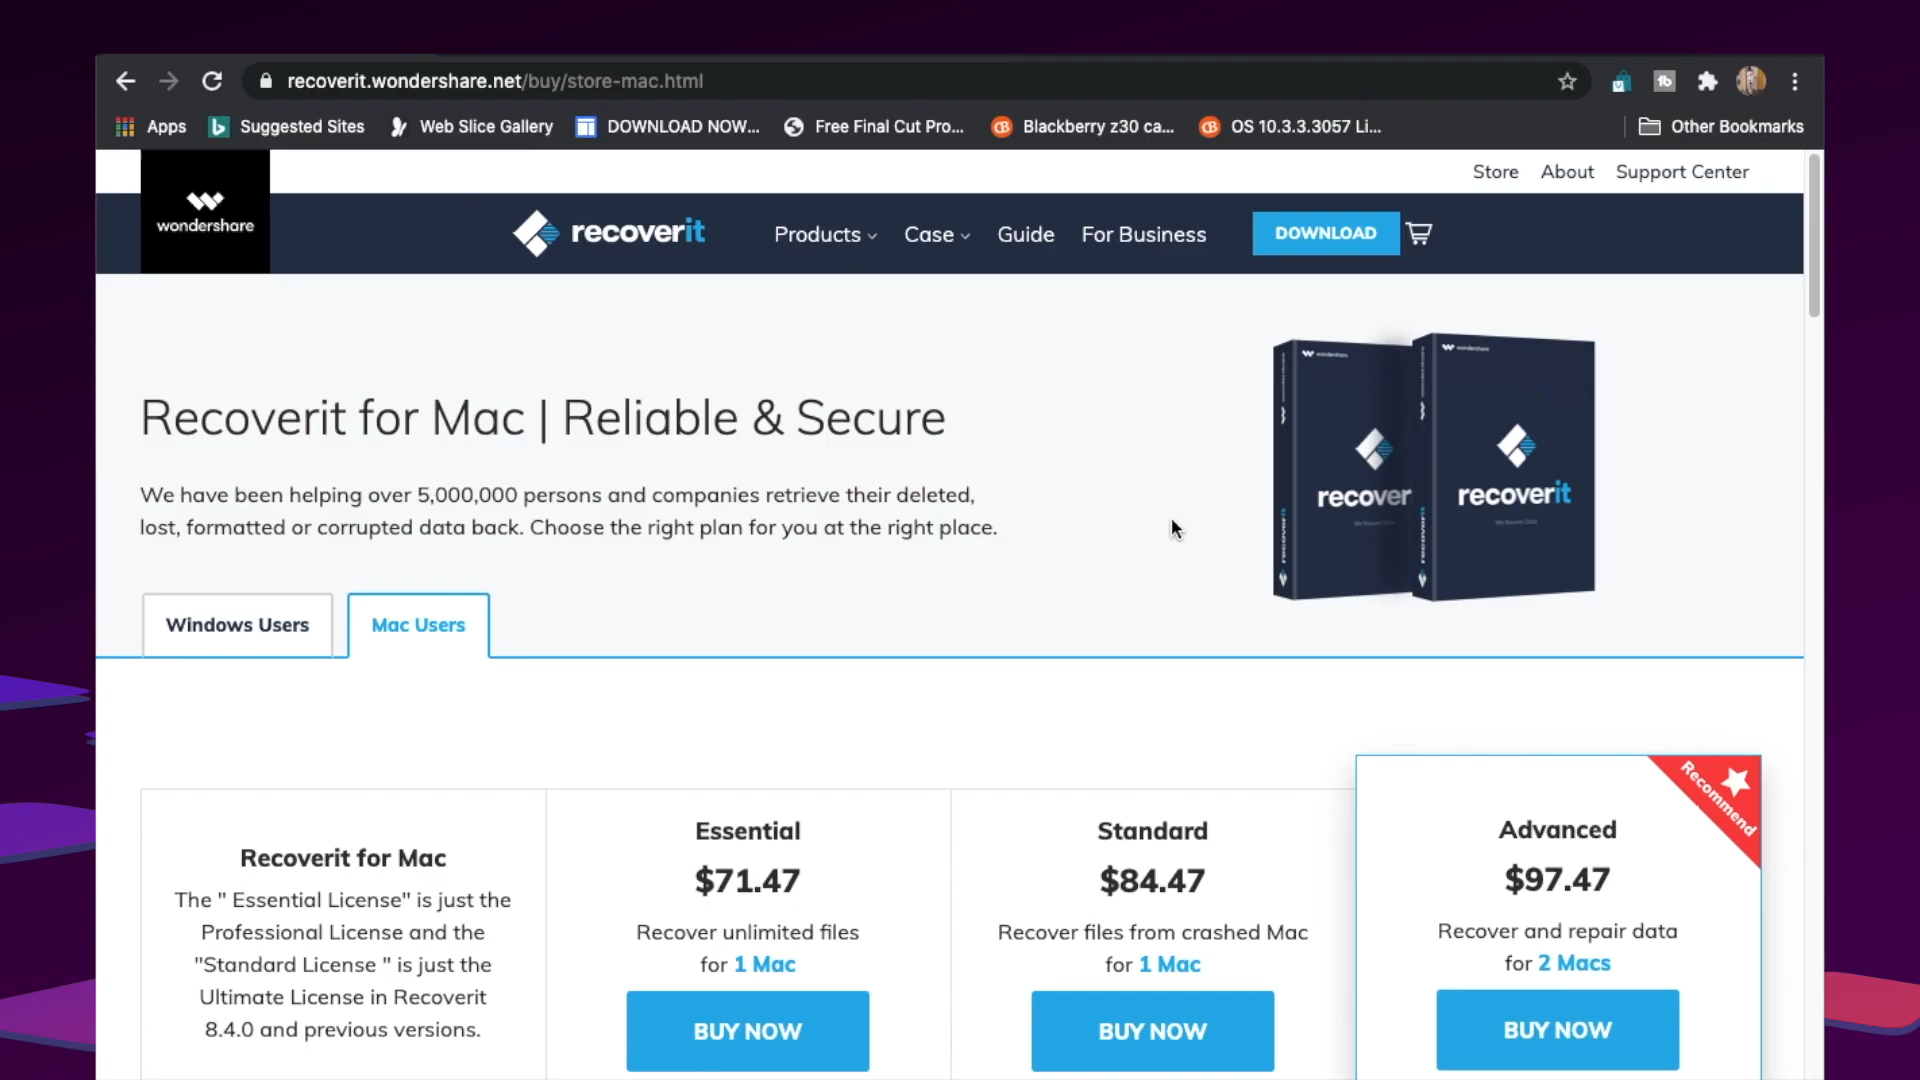 recoverit.wondershare.net/buy/store-mac.html
Apps Suggested Sites Web Slice Gallery DOWNLOAD NOW... Free Final Cut Pro... Blackberry z30 ca... OS 10.3.3.3057 Li... Other Bookmarks
Store About Support Center
wondershare
recoverit Products Case Guide For Business DOWNLOAD
Recoverit for Mac | Reliable & Secure
We have been helping over 5,000,000 persons and companies retrieve their deleted,
lost, formatted or corrupted data back. Choose the right plan for you at the right place.
wondershare
recover
recoverit
wondershare
recoverit
We Recover Data
recoverit
Windows Users Mac Users
Recoverit for Mac
The " Essential License" is just the
Professional License and the
"Standard License " is just the
Ultimate License in Recoverit
8.4.0 and previous versions.
Essential
$71.47
Recover unlimited files
for 1 Mac
BUY NOW
Standard
$84.47
Recover files from crashed Mac
for 1 Mac
BUY NOW
Recommend
Advanced
$97.47
Recover and repair data
for 2 Macs
BUY NOW